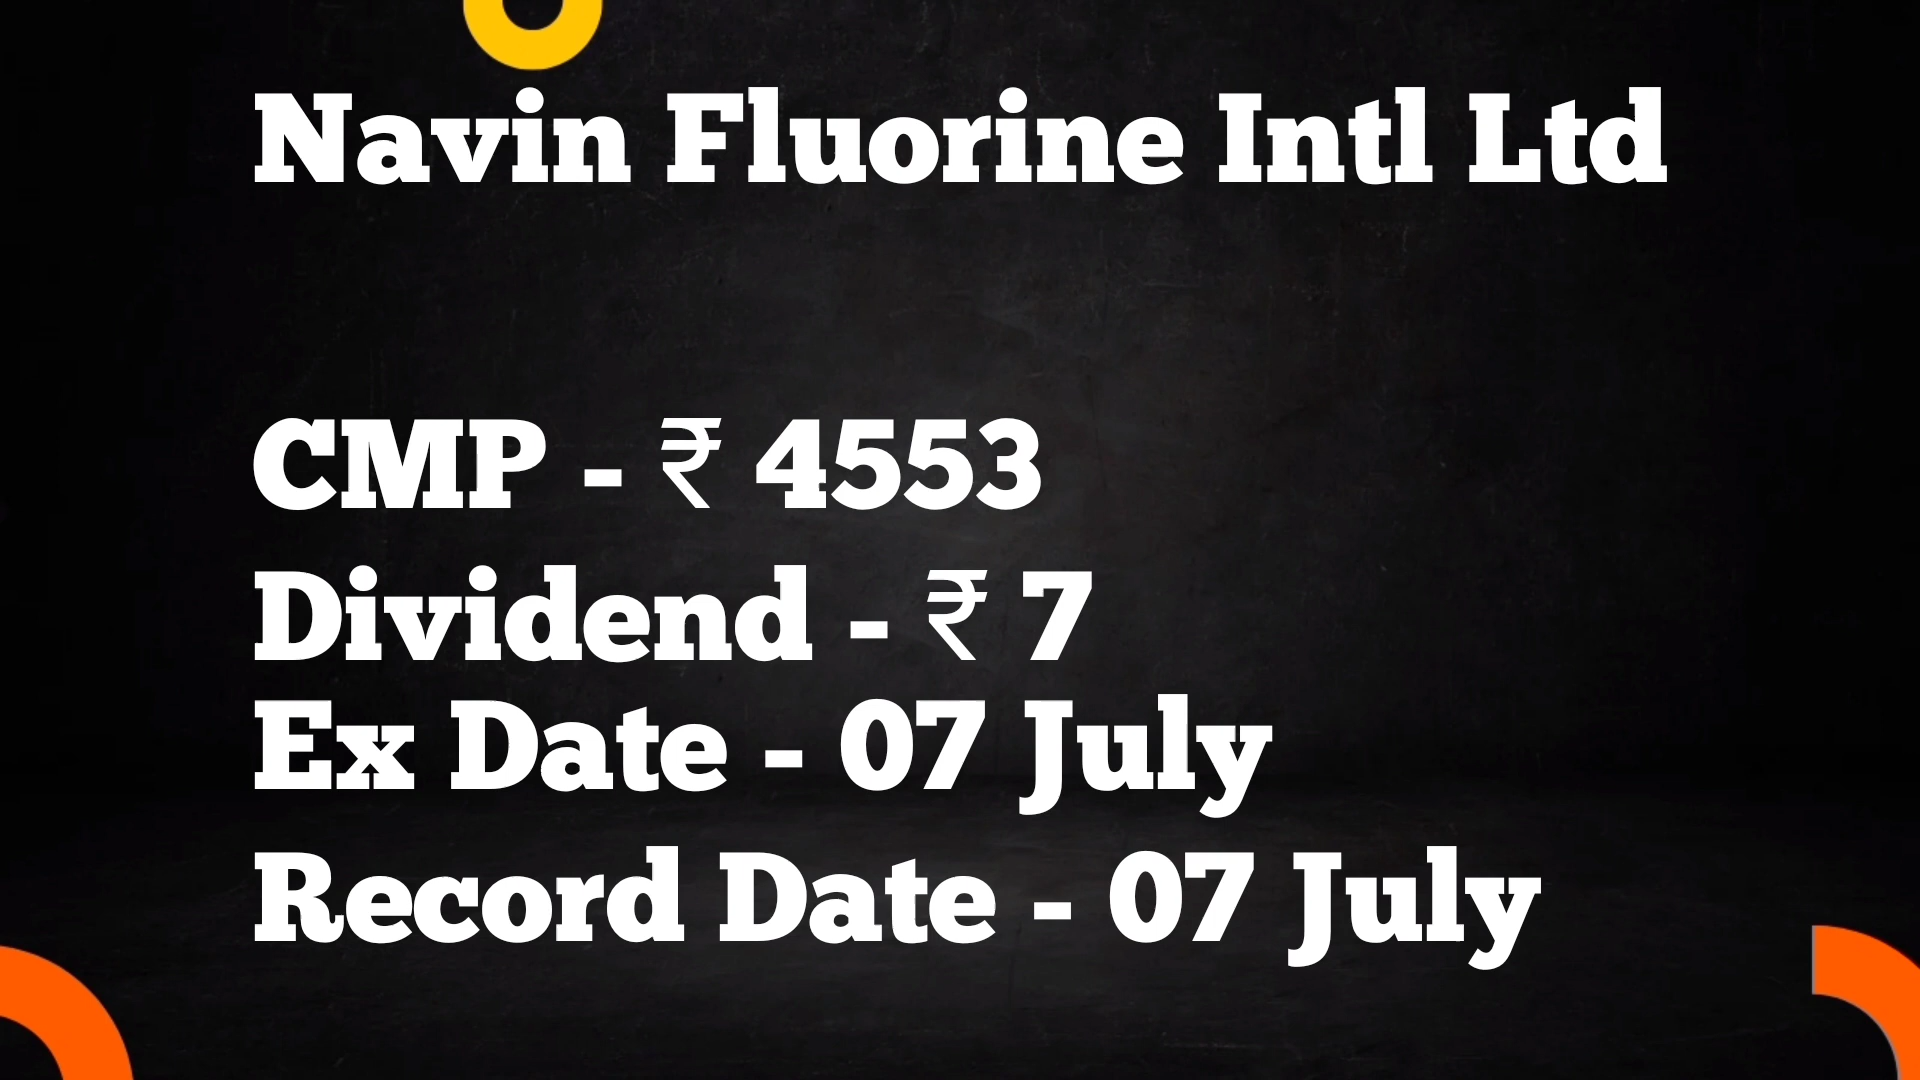 Navin Fluorine Intl Ltd
CMP - ₹ 4553
Dividend - ₹ 7
Ex Date - 07 July
Record Date - 07 July